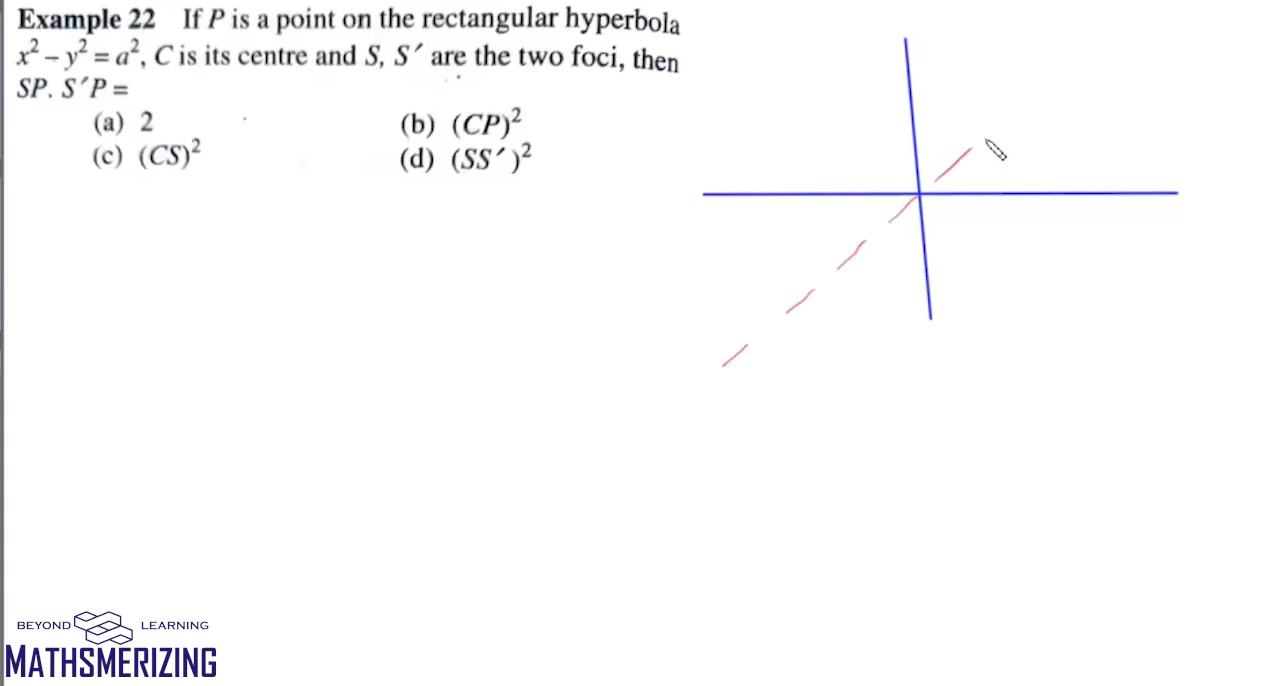 Example 22 If P is a point on the rectangular hyperbola
x² – y² = a², C is its centre and S, S′ are the two foci, then
SP. S′P =
(a) 2 (b) (CP)²
(c) (CS)² (d) (SS′)²
BEYOND LEARNING
MATHSMERIZING